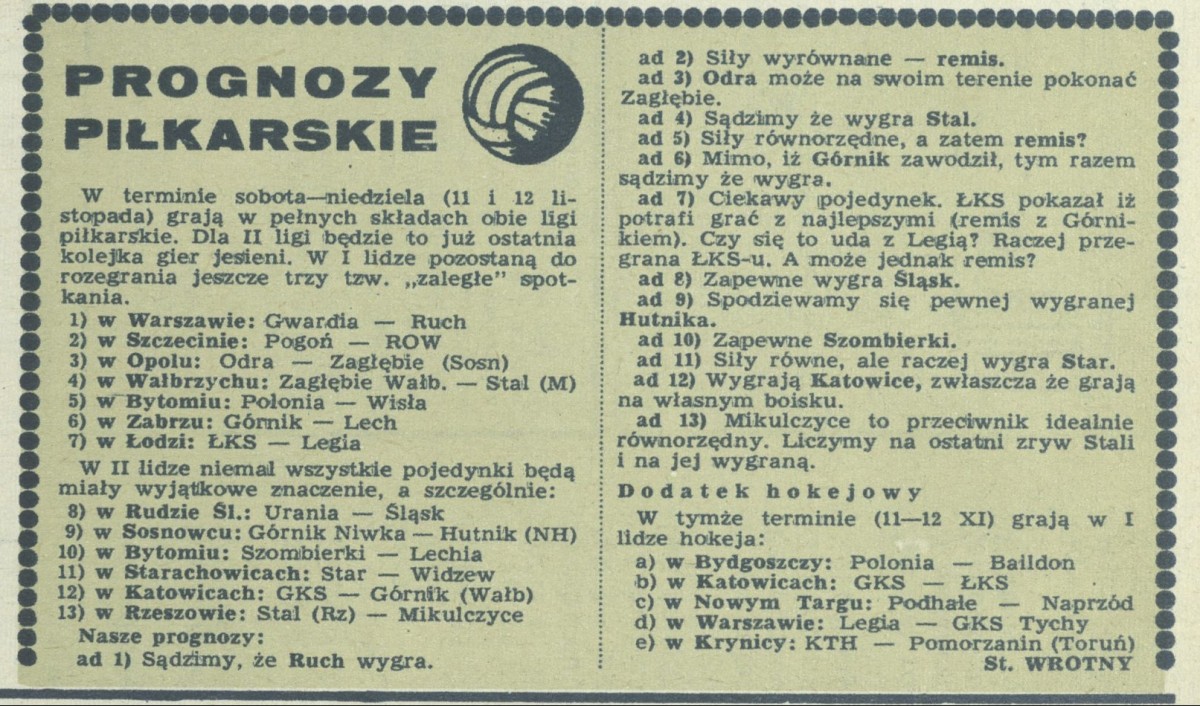 PROGNOZY
PIŁKARSKIE
W terminie sobota—niedziela (11 i 12 li-
stopada) grają w pełnych składach obie ligi
piłkarskie. Dla II ligi będzie to już ostatnia
kolejka gier jesieni. W I lidze pozostaną do
rozegrania jeszcze trzy tzw. „zaległe" spot-
kania.
1) w Warszawie: Gwardia — Ruch
2) w Szczecinie: Pogoń — ROW
3) w Opolu: Odra — Zagłębie (Sosn)
4) w Wałbrzychu: Zagłębie Wałb. — Stal (M)
5) w Bytomiu: Polonia — Wisła
6) w Zabrzu: Górnik — Lech
7) w Łodzi: ŁKS — Legia
W II lidze niemal wszystkie pojedynki będą
miały wyjątkowe znaczenie, a szczególnie:
8) w Rudzie Śl.: Urania — Śląsk
9) w Sosnowcu: Górnik Niwka — Hutnik (NH)
10) w Bytomiu: Szombierki — Lechia
11) w Starachowicach: Star — Widzew
12) w Katowicach: GKS — Górnik (Wałb)
13) w Rzeszowie: Stal (Rz) — Mikulczyce
Nasze prognozy:
ad 1) Sądzimy, że Ruch wygra.
ad 2) Siły wyrównane — remis.
ad 3) Odra może na swoim terenie pokonać
Zagłębie.
ad 4) Sądzimy że wygra Stal.
ad 5) Siły równorzędne, a zatem remis?
ad 6) Mimo, iż Górnik zawodził, tym razem
sądzimy że wygra.
ad 7) Ciekawy pojedynek. ŁKS pokazał iż
potrafi grać z najlepszymi (remis z Górni-
kiem). Czy się to uda z Legią? Raczej prze-
grana ŁKS-u. A może jednak remis?
ad 8) Zapewne wygra Śląsk.
ad 9) Spodziewamy się pewnej wygranej
Hutnika.
ad 10) Zapewne Szombierki.
ad 11) Siły równe, ale raczej wygra Star.
ad 12) Wygrają Katowice, zwłaszcza że grają
na własnym boisku.
ad 13) Mikulczyce to przeciwnik idealnie
równorzędny. Liczymy na ostatni zryw Stali
i na jej wygraną.
Dodatek hokejowy
W tymże terminie (11—12 XI) grają w I
lidze hokeja:
a) w Bydgoszczy: Polonia — Baildon
b) w Katowicach: GKS — ŁKS
c) w Nowym Targu: Podhale — Naprzód
d) w Warszawie: Legia — GKS Tychy
e) w Krynicy: KTH — Pomorzanin (Toruń)
St. WROTNY